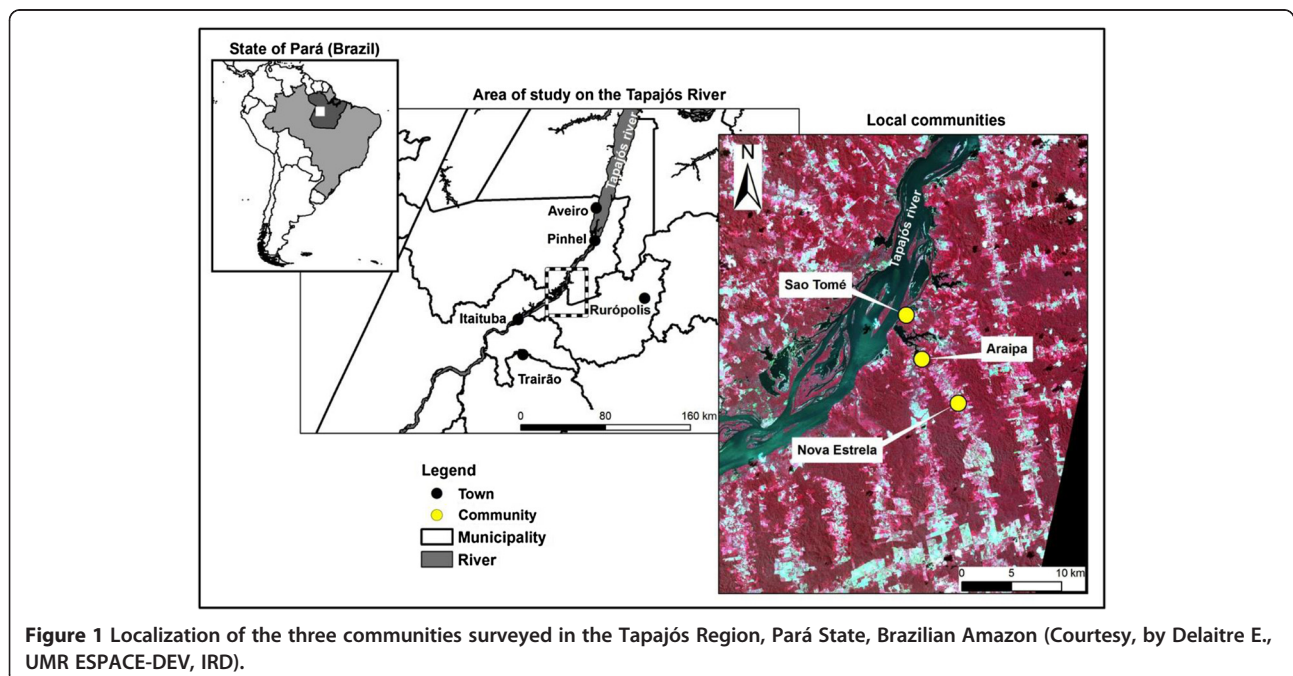 State of Pará (Brazil)
Area of study on the Tapajós River
Local communities
Tapajós river
Aveiro
Pinhel
Itaituba
Rurópolis
Trairão
0 80 160 km
N
Tapajós river
Sao Tomé
Araipa
Nova Estrela
0 5 10 km
Legend
Town
Community
Municipality
River
Figure 1 Localization of the three communities surveyed in the Tapajós Region, Pará State, Brazilian Amazon (Courtesy, by Delaitre E.,
UMR ESPACE-DEV, IRD).